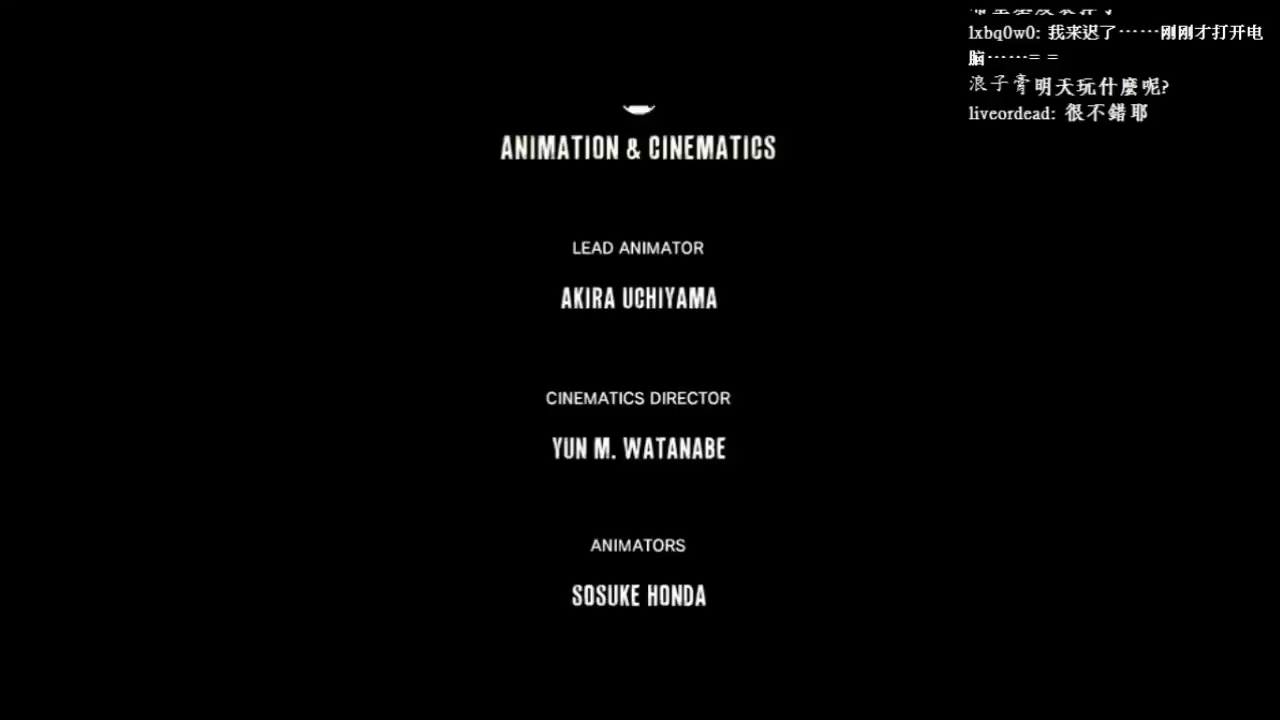 lxbq0w0: 我来迟了……刚刚才打开电
脑……= =
浪子膏 明天玩什麼呢?
liveordead: 很不錯耶
ANIMATION & CINEMATICS
LEAD ANIMATOR
AKIRA UCHIYAMA
CINEMATICS DIRECTOR
YUN M. WATANABE
ANIMATORS
SOSUKE HONDA